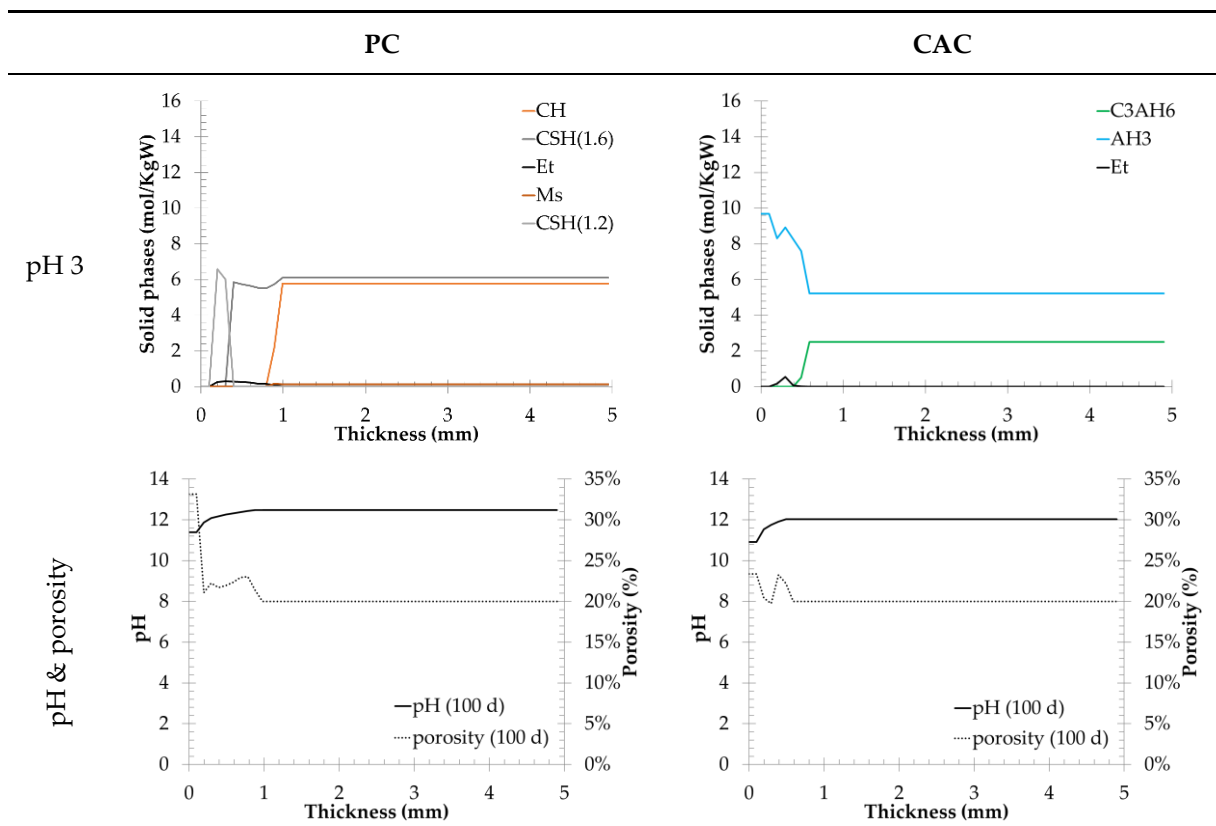 PC CAC
pH 3
Solid phases (mol/KgW)
16
14
12
10
8
6
4
2
0
CH
CSH(1.6)
Et
Ms
CSH(1.2)
0 1 2 3 4 5
Thickness (mm)
Solid phases (mol/KgW)
16
14
12
10
8
6
4
2
0
C3AH6
AH3
Et
0 1 2 3 4 5
Thickness (mm)
pH & porosity
pH
14
12
10
8
6
4
2
0
35%
30%
25%
20%
15%
10%
5%
0%
Porosity (%)
pH (100 d)
porosity (100 d)
0 1 2 3 4 5
Thickness (mm)
pH
14
12
10
8
6
4
2
0
35%
30%
25%
20%
15%
10%
5%
0%
Porosity (%)
pH (100 d)
porosity (100 d)
0 1 2 3 4 5
Thickness (mm)